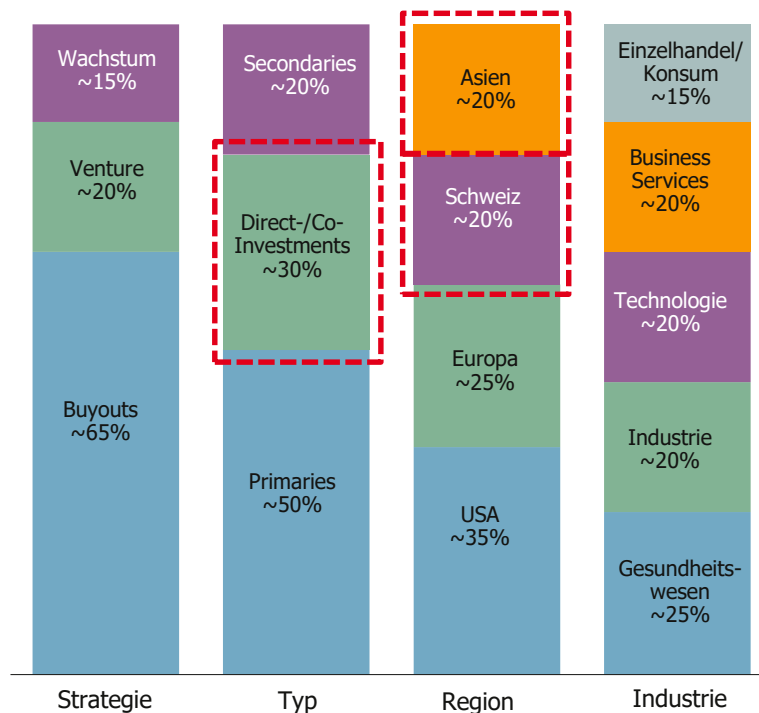 Wachstum
~15%
Venture
~20%
Buyouts
~65%
Strategie
Secondaries
~20%
Direct-/Co-
Investments
~30%
Primaries
~50%
Typ
Asien
~20%
Schweiz
~20%
Europa
~25%
USA
~35%
Region
Einzelhandel/
Konsum
~15%
Business
Services
~20%
Technologie
~20%
Industrie
~20%
Gesundheits-
wesen
~25%
Industrie